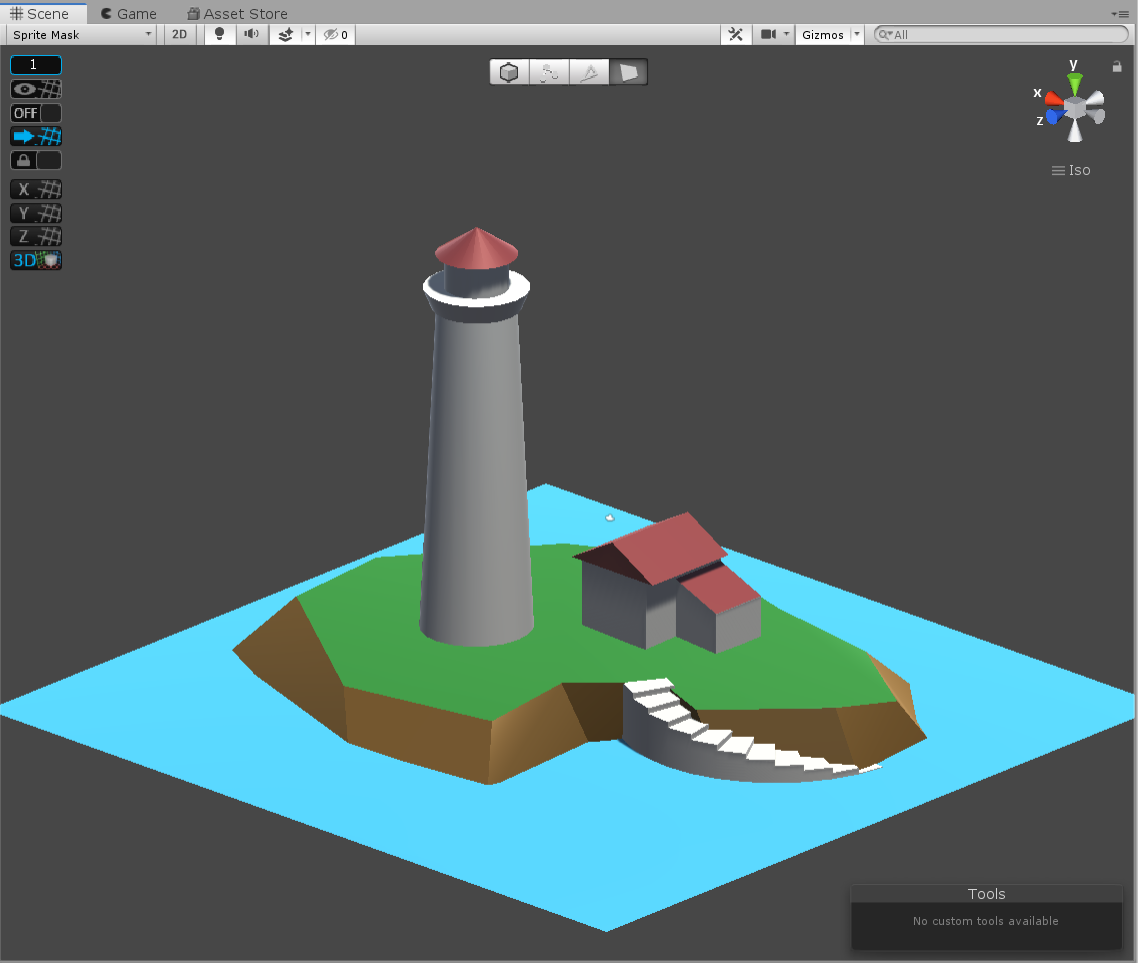 Scene Game Asset Store
Sprite Mask 2D 0 Gizmos All
1
OFF
X
Y
Z
3D
y
x
z
Iso
Tools
No custom tools available